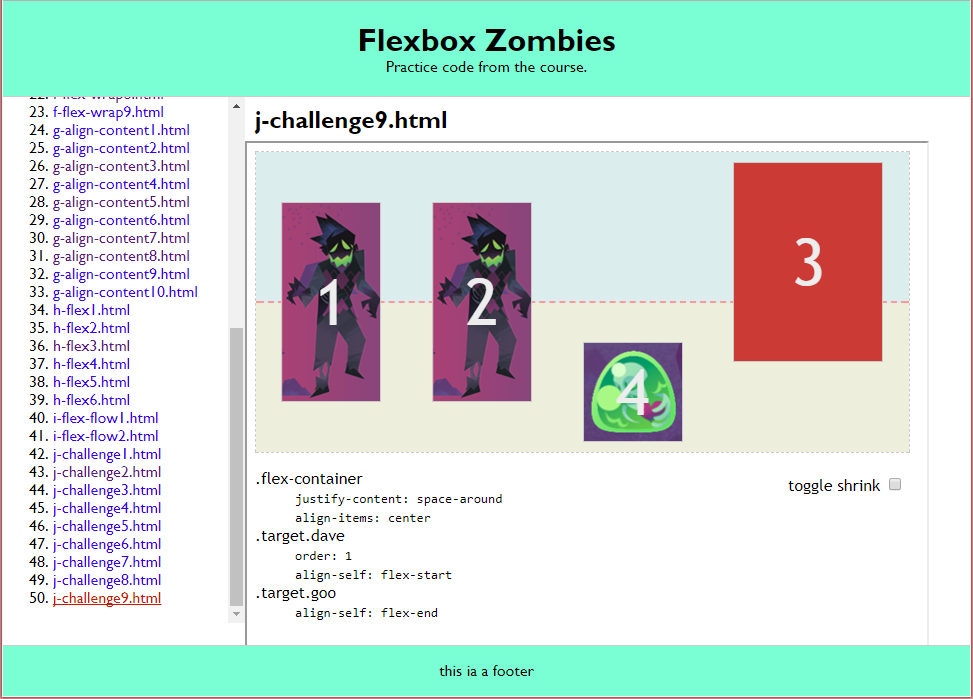 Flexbox Zombies
Practice code from the course.
23. f-flex-wrap9.html
24. g-align-content1.html
25. g-align-content2.html
26. g-align-content3.html
27. g-align-content4.html
28. g-align-content5.html
29. g-align-content6.html
30. g-align-content7.html
31. g-align-content8.html
32. g-align-content9.html
33. g-align-content10.html
34. h-flex1.html
35. h-flex2.html
36. h-flex3.html
37. h-flex4.html
38. h-flex5.html
39. h-flex6.html
40. i-flex-flow1.html
41. i-flex-flow2.html
42. j-challenge1.html
43. j-challenge2.html
44. j-challenge3.html
45. j-challenge4.html
46. j-challenge5.html
47. j-challenge6.html
48. j-challenge7.html
49. j-challenge8.html
50. j-challenge9.html
j-challenge9.html
1
2
3
4
.flex-container
justify-content: space-around
align-items: center
.target.dave
order: 1
align-self: flex-start
.target.goo
align-self: flex-end
toggle shrink
this ia a footer